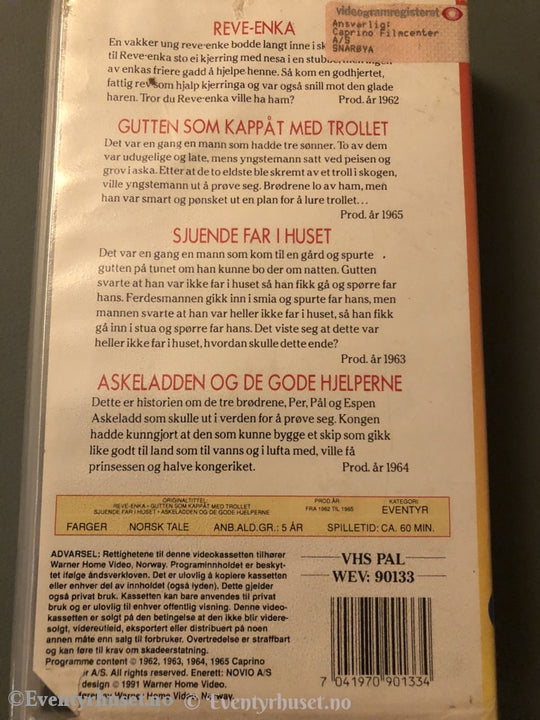 videogramregisteret
Ansvarlig:
Caprino Filmcenter
A/S
SNARØYA
REVE-ENKA
En vakker ung reve-enke bodde langt inne i
til Reve-enka sto ei kjerring med nesa i en
av enkas friere gadd å hjelpe henne. Så kom en godhjertet,
fattig rev som hjalp kjerringa og var også snill mot den glade
haren. Tror du Reve-enka ville ha ham? Prod. år 1962
GUTTEN SOM KAPPÅT MED TROLLET
Det var en gang en mann som hadde tre sønner. To av dem
var udugelige og late, mens yngstemann satt ved peisen og
grov i aska. Etter at de to eldste ble skremt av et troll i skogen,
ville yngstemann ut å prøve seg. Brødrene lo av ham, men
han var smart og pønsket ut en plan for å lure trollet...
Prod. år 1965
SJUENDE FAR I HUSET
Det var en gang en mann som kom til en gård og spurte
gutten på tunet om han kunne bo der om natten. Gutten
svarte at han var ikke far i huset så han fikk gå og spørre far
hans. Ferdesmannen gikk inn i smia og spurte far hans, men
mannen svarte at han var heller ikke far i huset, så han fikk
gå inn i stua og spørre far hans. Det viste seg at dette var
heller ikke far i huset, hvordan skulle dette ende?
Prod. år 1963
ASKELADDEN OG DE GODE HJELPERNE
Dette er historien om de tre brødrene, Per, Pål og Espen
Askeladd som skulle ut i verden for å prøve seg. Kongen
hadde kunngjort at den som kunne bygge et skip som gikk
like godt til land som til vanns og i lufta med, ville få
prinsessen og halve kongeriket. Prod. år 1964
ORIGINALTITTEL: PROD.ÅR: KATEGORI
REVE-ENKA - GUTTEN SOM KAPPÅT MED TROLLET FRA 1962 TIL 1965 EVENTYR
SJUENDE FAR I HUSET - ASKELADDEN OG DE GODE HJELPERNE
FARGER NORSK TALE ANB.ALD.GR.: 5 ÅR SPILLETID: CA. 60 MIN.
ADVARSEL: Rettighetene til denne videokassetten tilhører
Warner Home Video, Norway. Programinnholdet er beskyt-
tet ifølge åndsverkloven. Det er ulovlig å kopiere kassetten
eller enhver del av innholdet (også lyden). Dette gjelder
også privat bruk. Kassetten kan bare anvendes til privat
bruk og er ulovlig til enhver offentlig visning. Denne video-
kassetten er solgt på den betingelse at den ikke blir videre-
solgt, videreutleid, eksportert eller distribuert på noen
annen måte enn salg til forbruker. Overtredelse er straffbart
og kan føre til krav om skadeerstatning.
Programme content © 1962, 1963, 1964, 1965 Caprino
A/S. All rights reserved. Enerett: NOVIO A/S
design © 1991 Warner Home Video.
Warner Home Video, Norway.
VHS PAL
WEV: 90133
7 041970 901334
©Eventyrhuset.no © Eventyrhuset.no